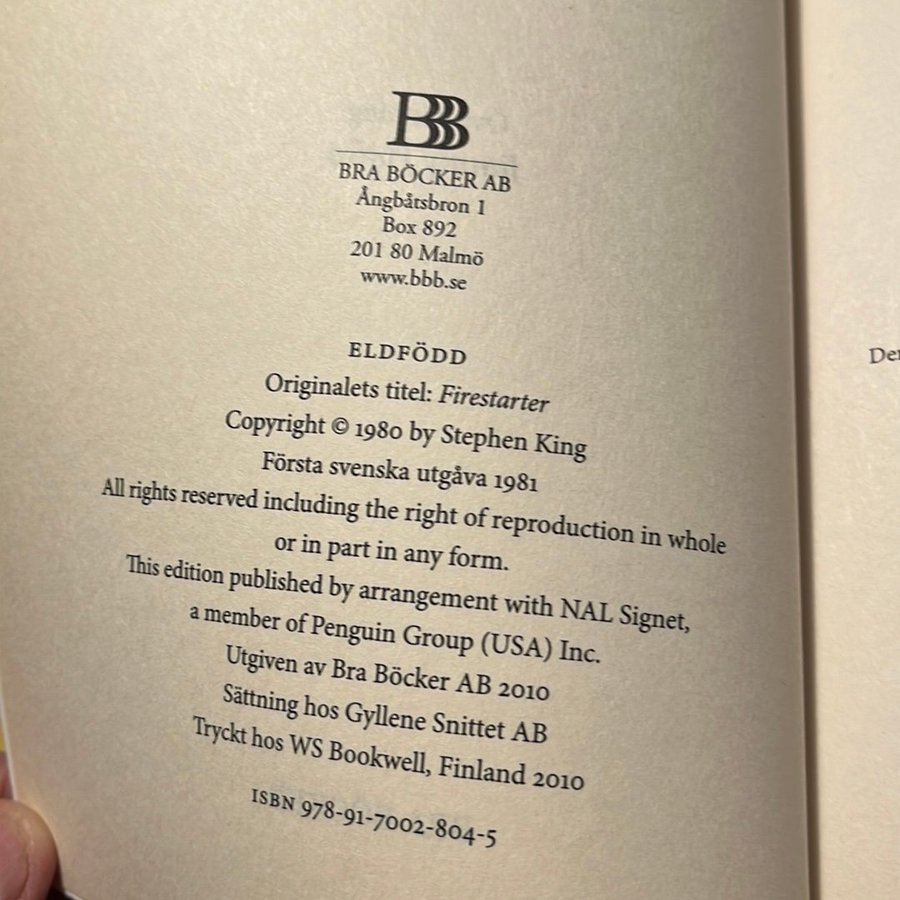 BBB
BRA BÖCKER AB
Ångbåtsbron 1
Box 892
201 80 Malmö
www.bbb.se
ELDFÖDD
Originalets titel: Firestarter
Copyright © 1980 by Stephen King
Första svenska utgåva 1981
All rights reserved including the right of reproduction in whole
or in part in any form.
This edition published by arrangement with NAL Signet,
a member of Penguin Group (USA) Inc.
Utgiven av Bra Böcker AB 2010
Sättning hos Gyllene Snittet AB
Tryckt hos WS Bookwell, Finland 2010
ISBN 978-91-7002-804-5